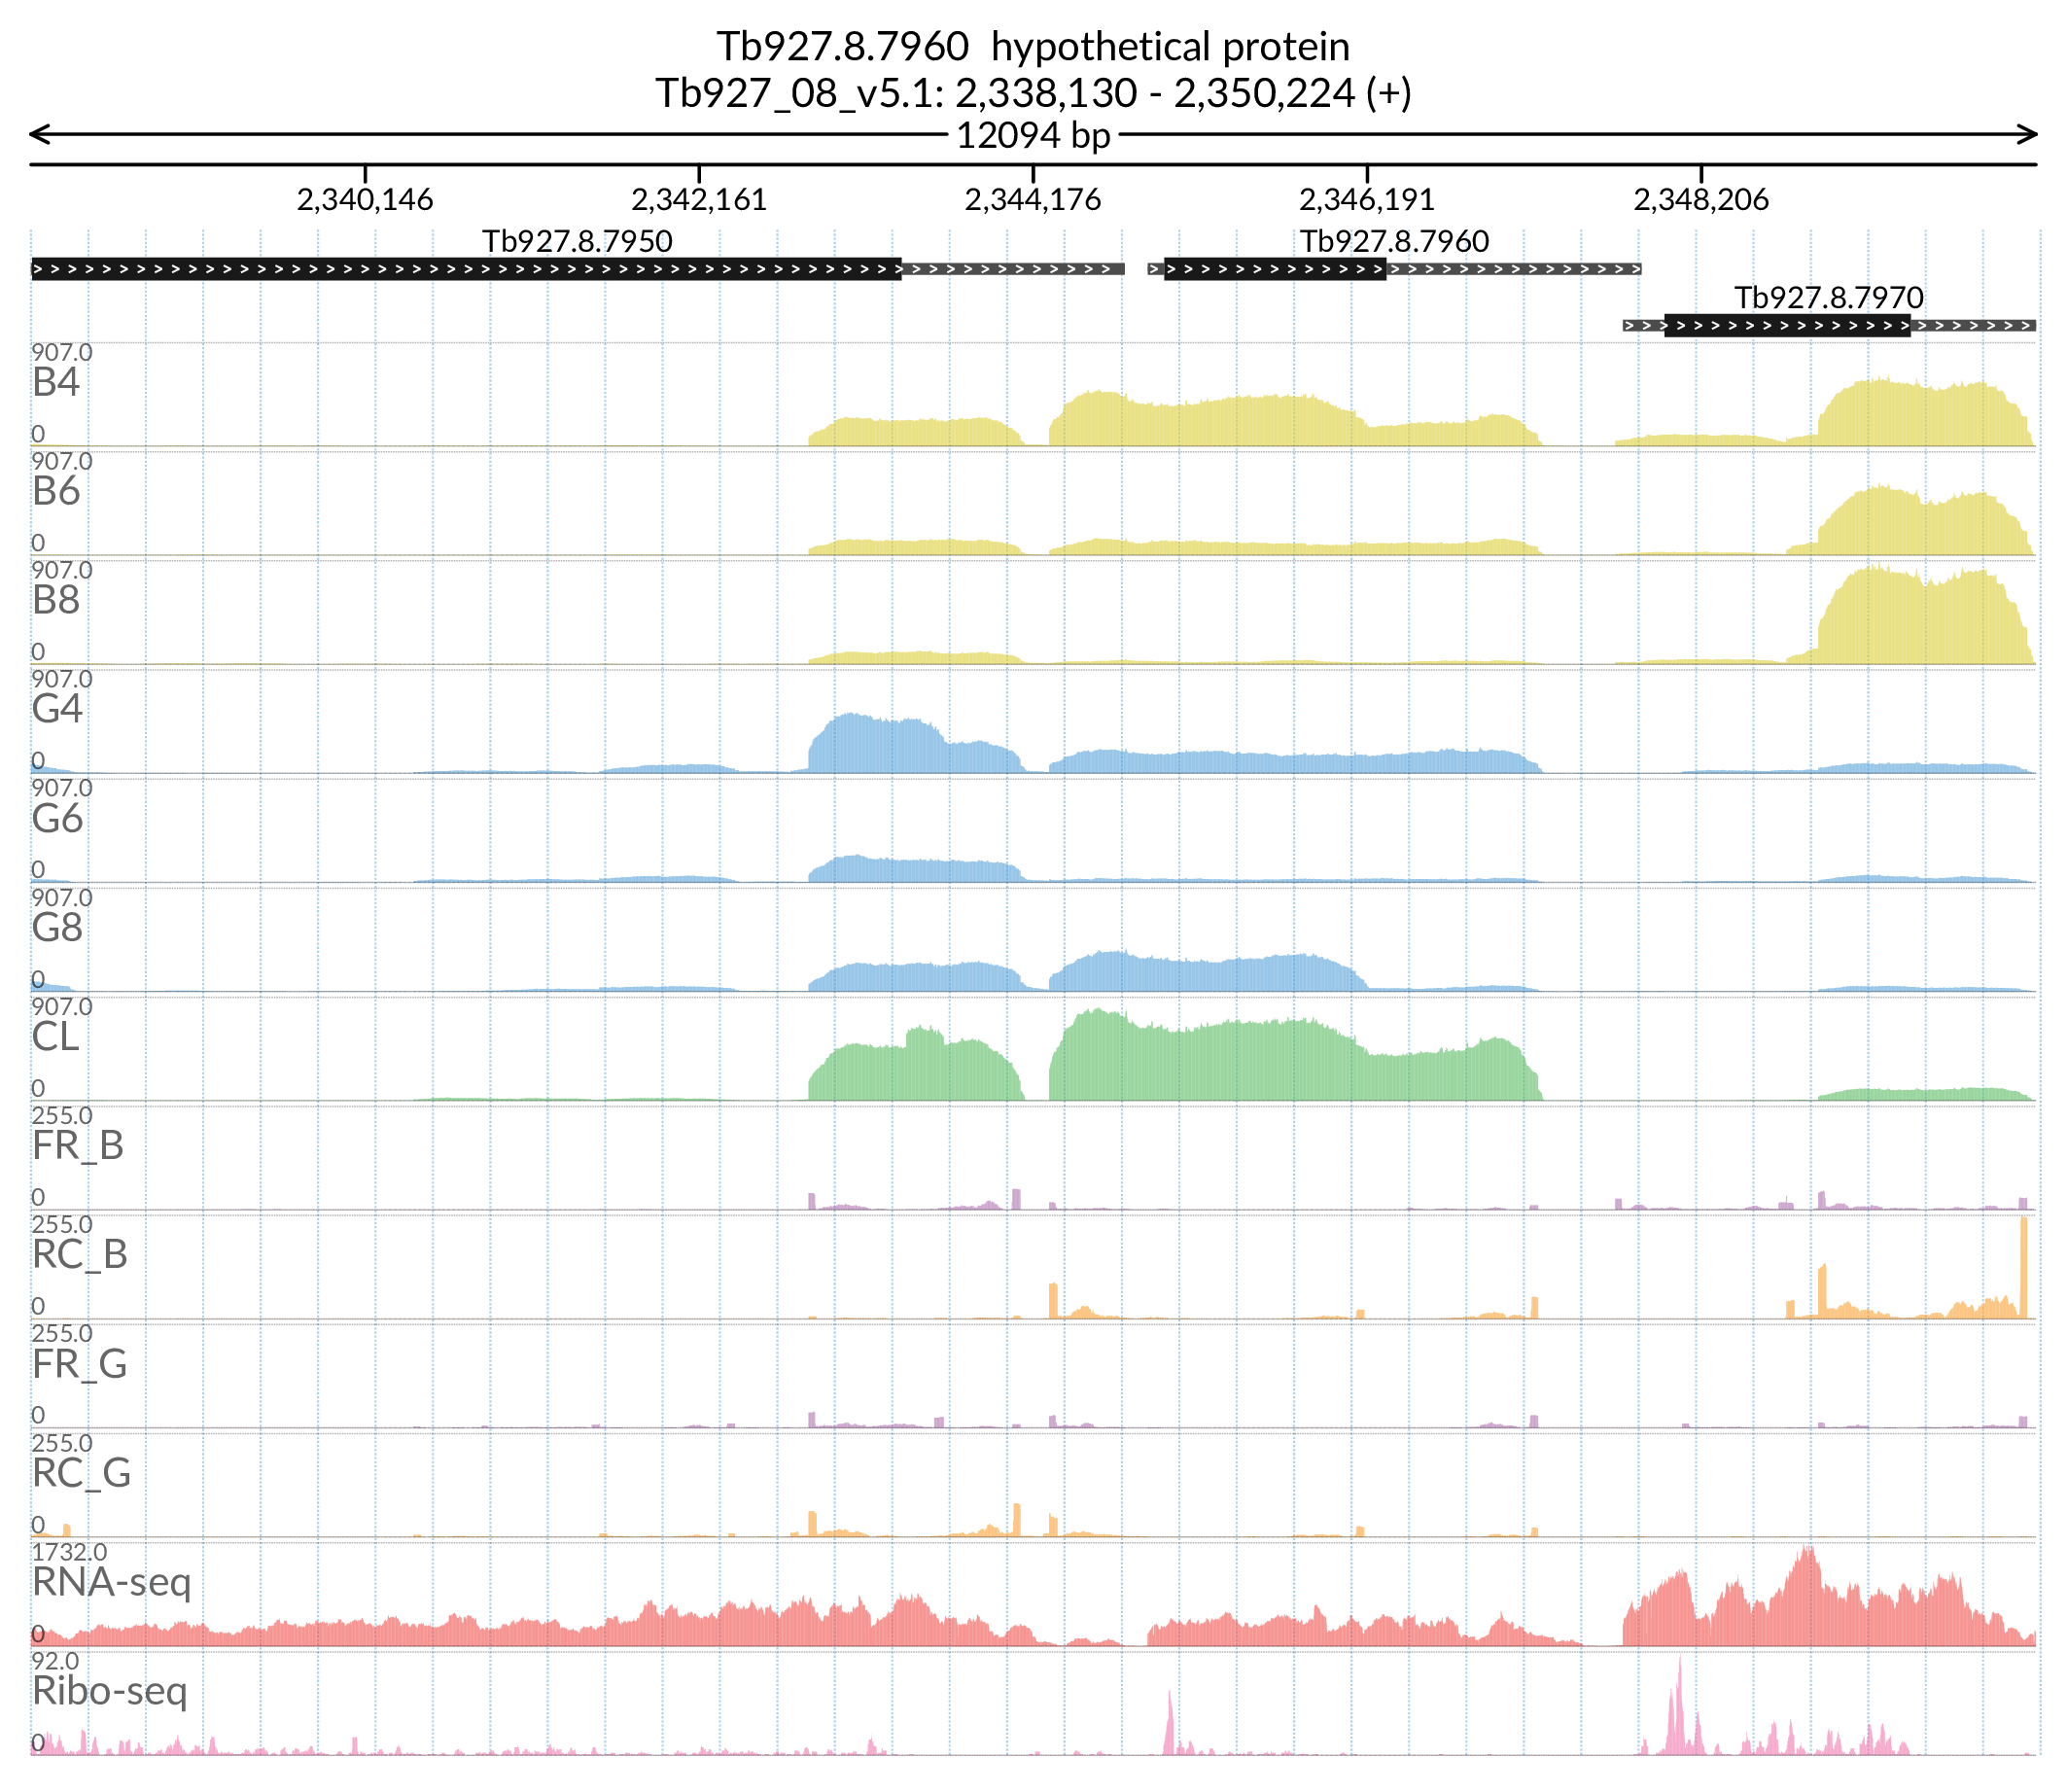 Tb927.8.7960 hypothetical protein
Tb927_08_v5.1: 2,338,130 - 2,350,224 (+)
12094 bp
2,340,146 2,342,161 2,344,176 2,346,191 2,348,206
Tb927.8.7950 Tb927.8.7960
Tb927.8.7970
907.0
B4
0
907.0
B6
0
907.0
B8
0
907.0
G4
0
907.0
G6
0
907.0
G8
0
907.0
CL
0
255.0
FR_B
0
255.0
RC_B
0
255.0
FR_G
0
255.0
RC_G
0
1732.0
RNA-seq
0
92.0
Ribo-seq
0